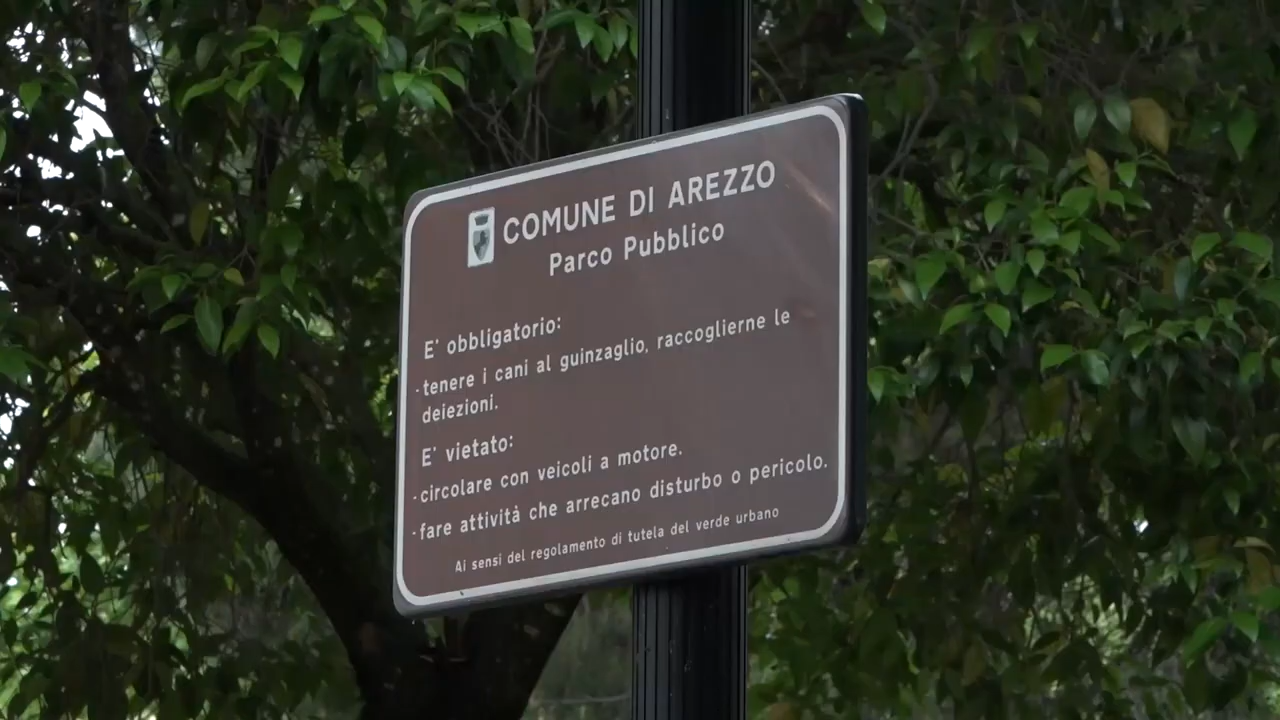 COMUNE DI AREZZO
Parco Pubblico
E' obbligatorio:
-tenere i cani al guinzaglio, raccoglierne le
deiezioni.
E' vietato:
-circolare con veicoli a motore.
-fare attività che arrecano disturbo o pericolo.
Ai sensi del regolamento di tutela del verde urbano